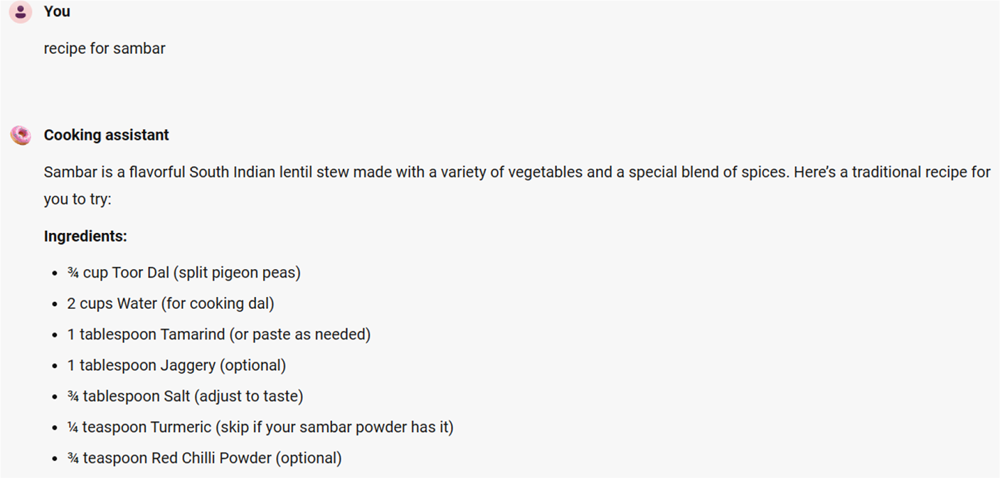 You
recipe for sambar
Cooking assistant
Sambar is a flavorful South Indian lentil stew made with a variety of vegetables and a special blend of spices. Here’s a traditional recipe for
you to try:
Ingredients:
• ¾ cup Toor Dal (split pigeon peas)
• 2 cups Water (for cooking dal)
• 1 tablespoon Tamarind (or paste as needed)
• 1 tablespoon Jaggery (optional)
• ¾ tablespoon Salt (adjust to taste)
• ¼ teaspoon Turmeric (skip if your sambar powder has it)
• ¾ teaspoon Red Chilli Powder (optional)